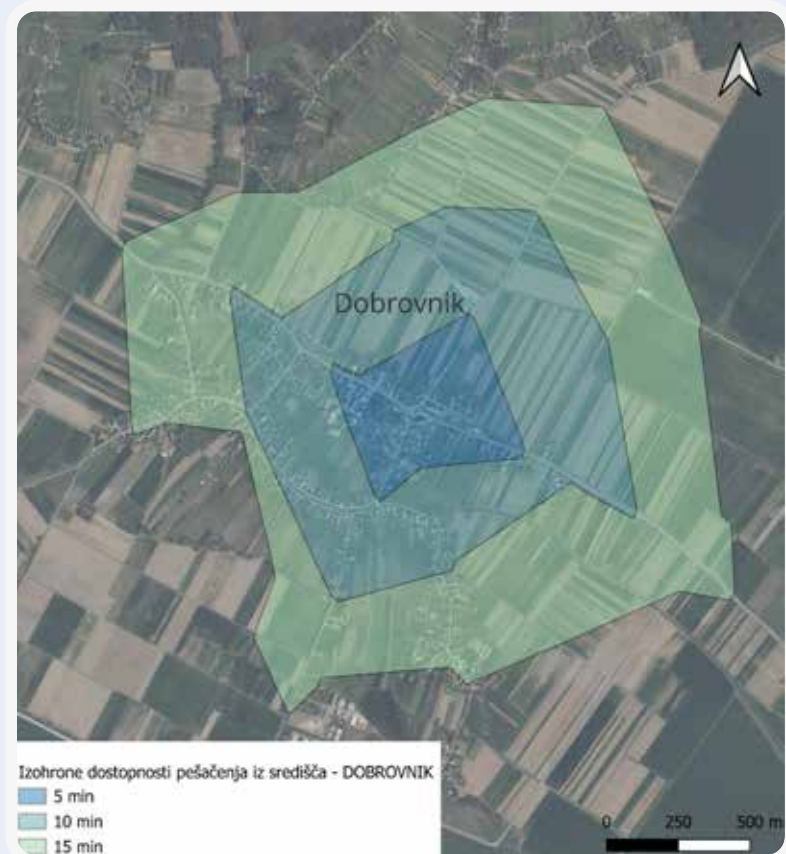 Dobrovnik
Izohrone dostopnosti pešačenja iz središča - DOBROVNIK
5 min
10 min
15 min
0 250 500 m